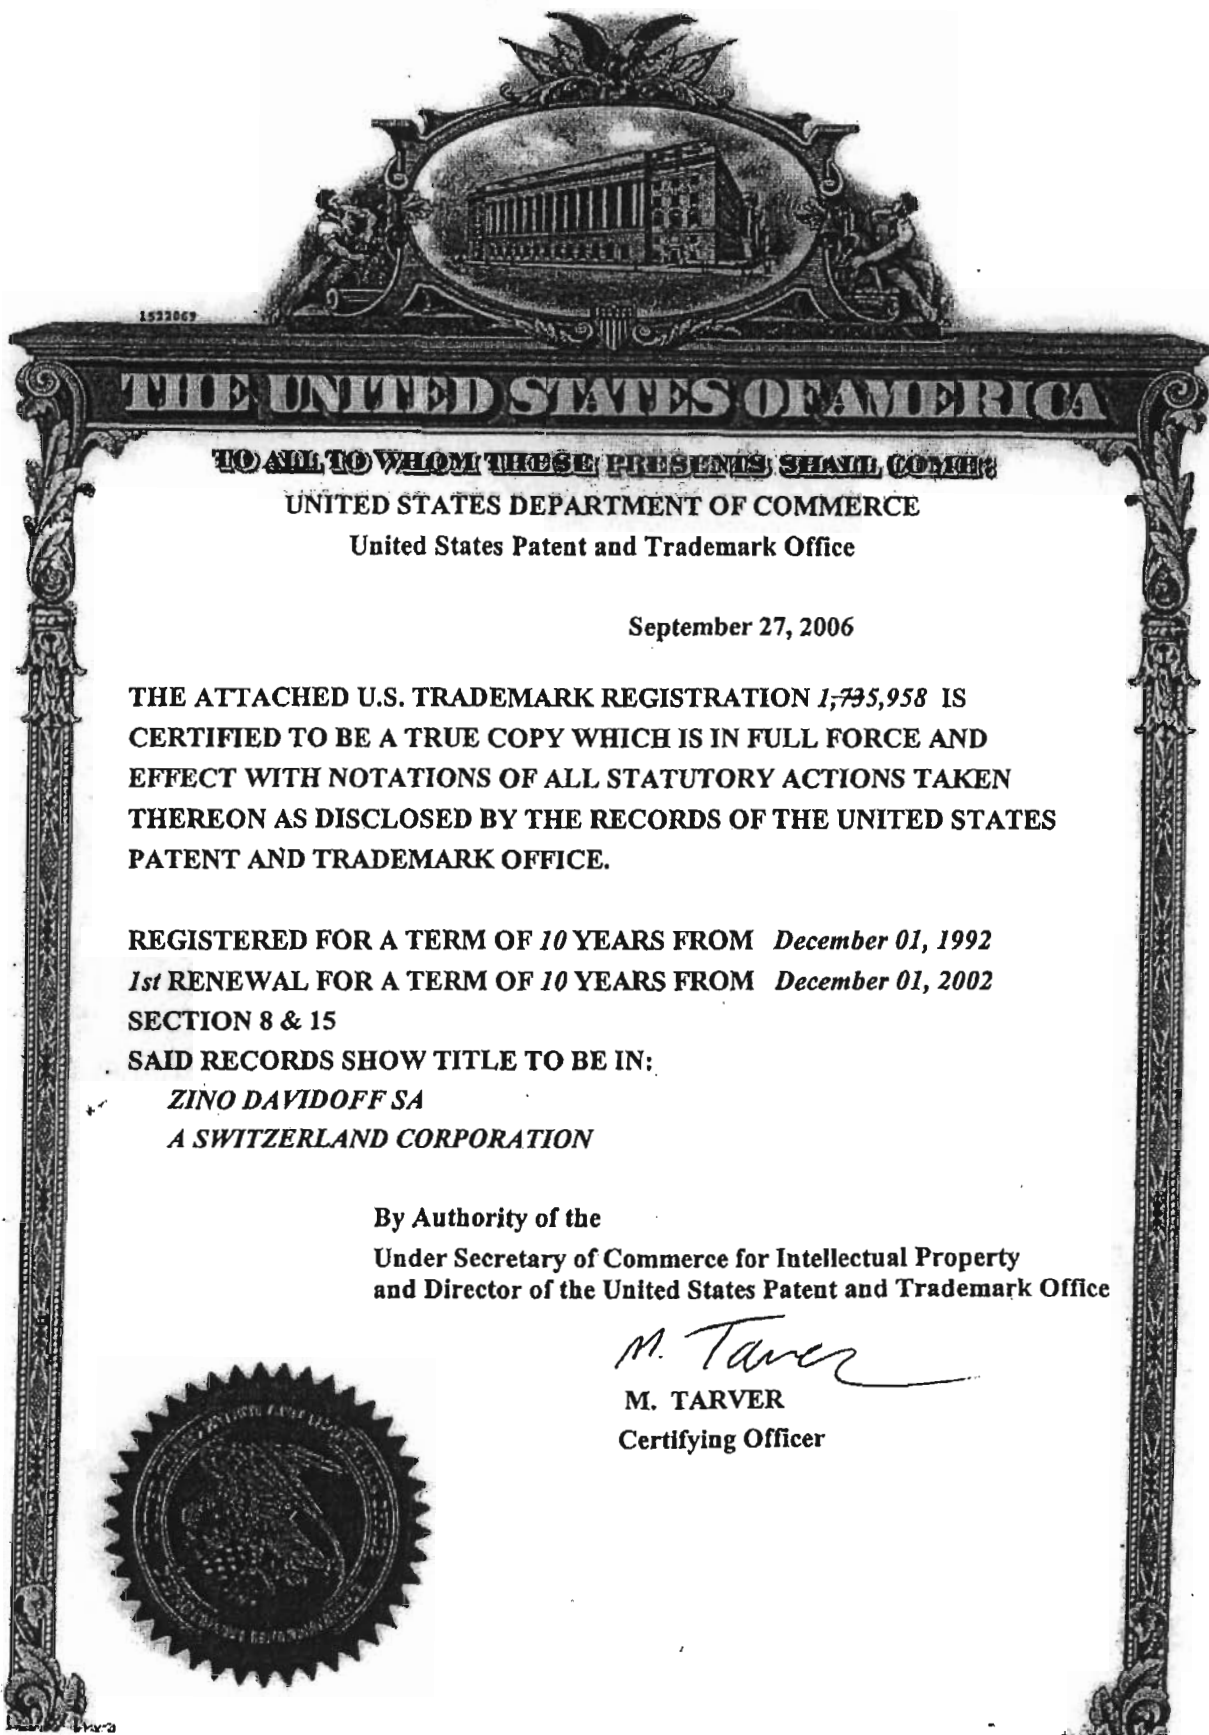 1522069
THE UNITED STATES OF AMERICA
TO ALL TO WHOM THESE PRESENTS SHALL COME:
UNITED STATES DEPARTMENT OF COMMERCE
United States Patent and Trademark Office
September 27, 2006
THE ATTACHED U.S. TRADEMARK REGISTRATION 1,735,958 IS
CERTIFIED TO BE A TRUE COPY WHICH IS IN FULL FORCE AND
EFFECT WITH NOTATIONS OF ALL STATUTORY ACTIONS TAKEN
THEREON AS DISCLOSED BY THE RECORDS OF THE UNITED STATES
PATENT AND TRADEMARK OFFICE.
REGISTERED FOR A TERM OF 10 YEARS FROM December 01, 1992
1st RENEWAL FOR A TERM OF 10 YEARS FROM December 01, 2002
SECTION 8 & 15
SAID RECORDS SHOW TITLE TO BE IN:
ZINO DAVIDOFF SA
A SWITZERLAND CORPORATION
By Authority of the
Under Secretary of Commerce for Intellectual Property
and Director of the United States Patent and Trademark Office
M. Tarver
M. TARVER
Certifying Officer